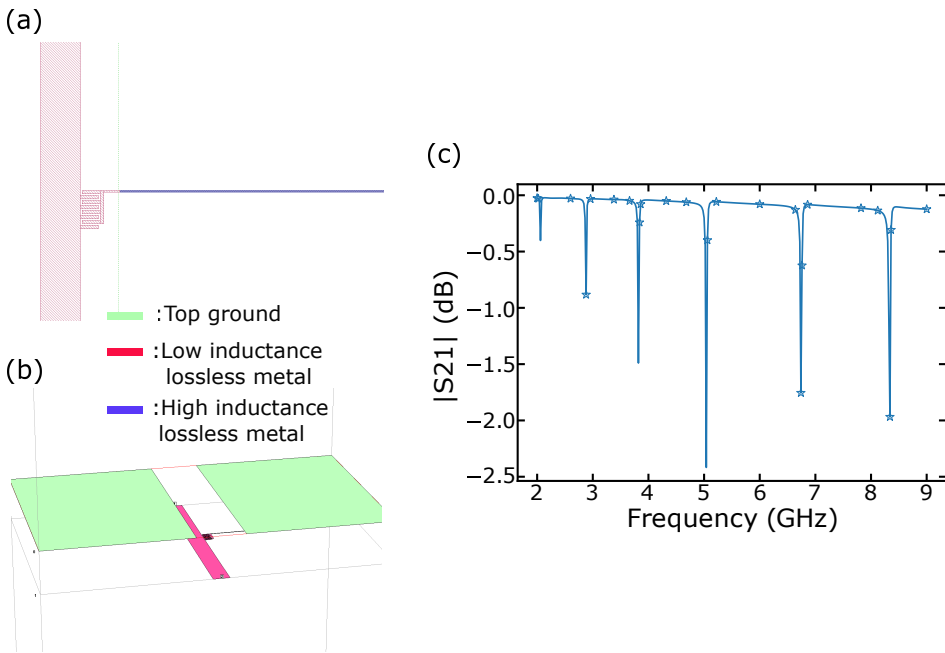 (a)
:Top ground
:Low inductance
lossless metal
:High inductance
lossless metal
(b)
(c)
|S21| (dB)
0.0
−0.5
−1.0
−1.5
−2.0
−2.5
2 3 4 5 6 7 8 9
Frequency (GHz)